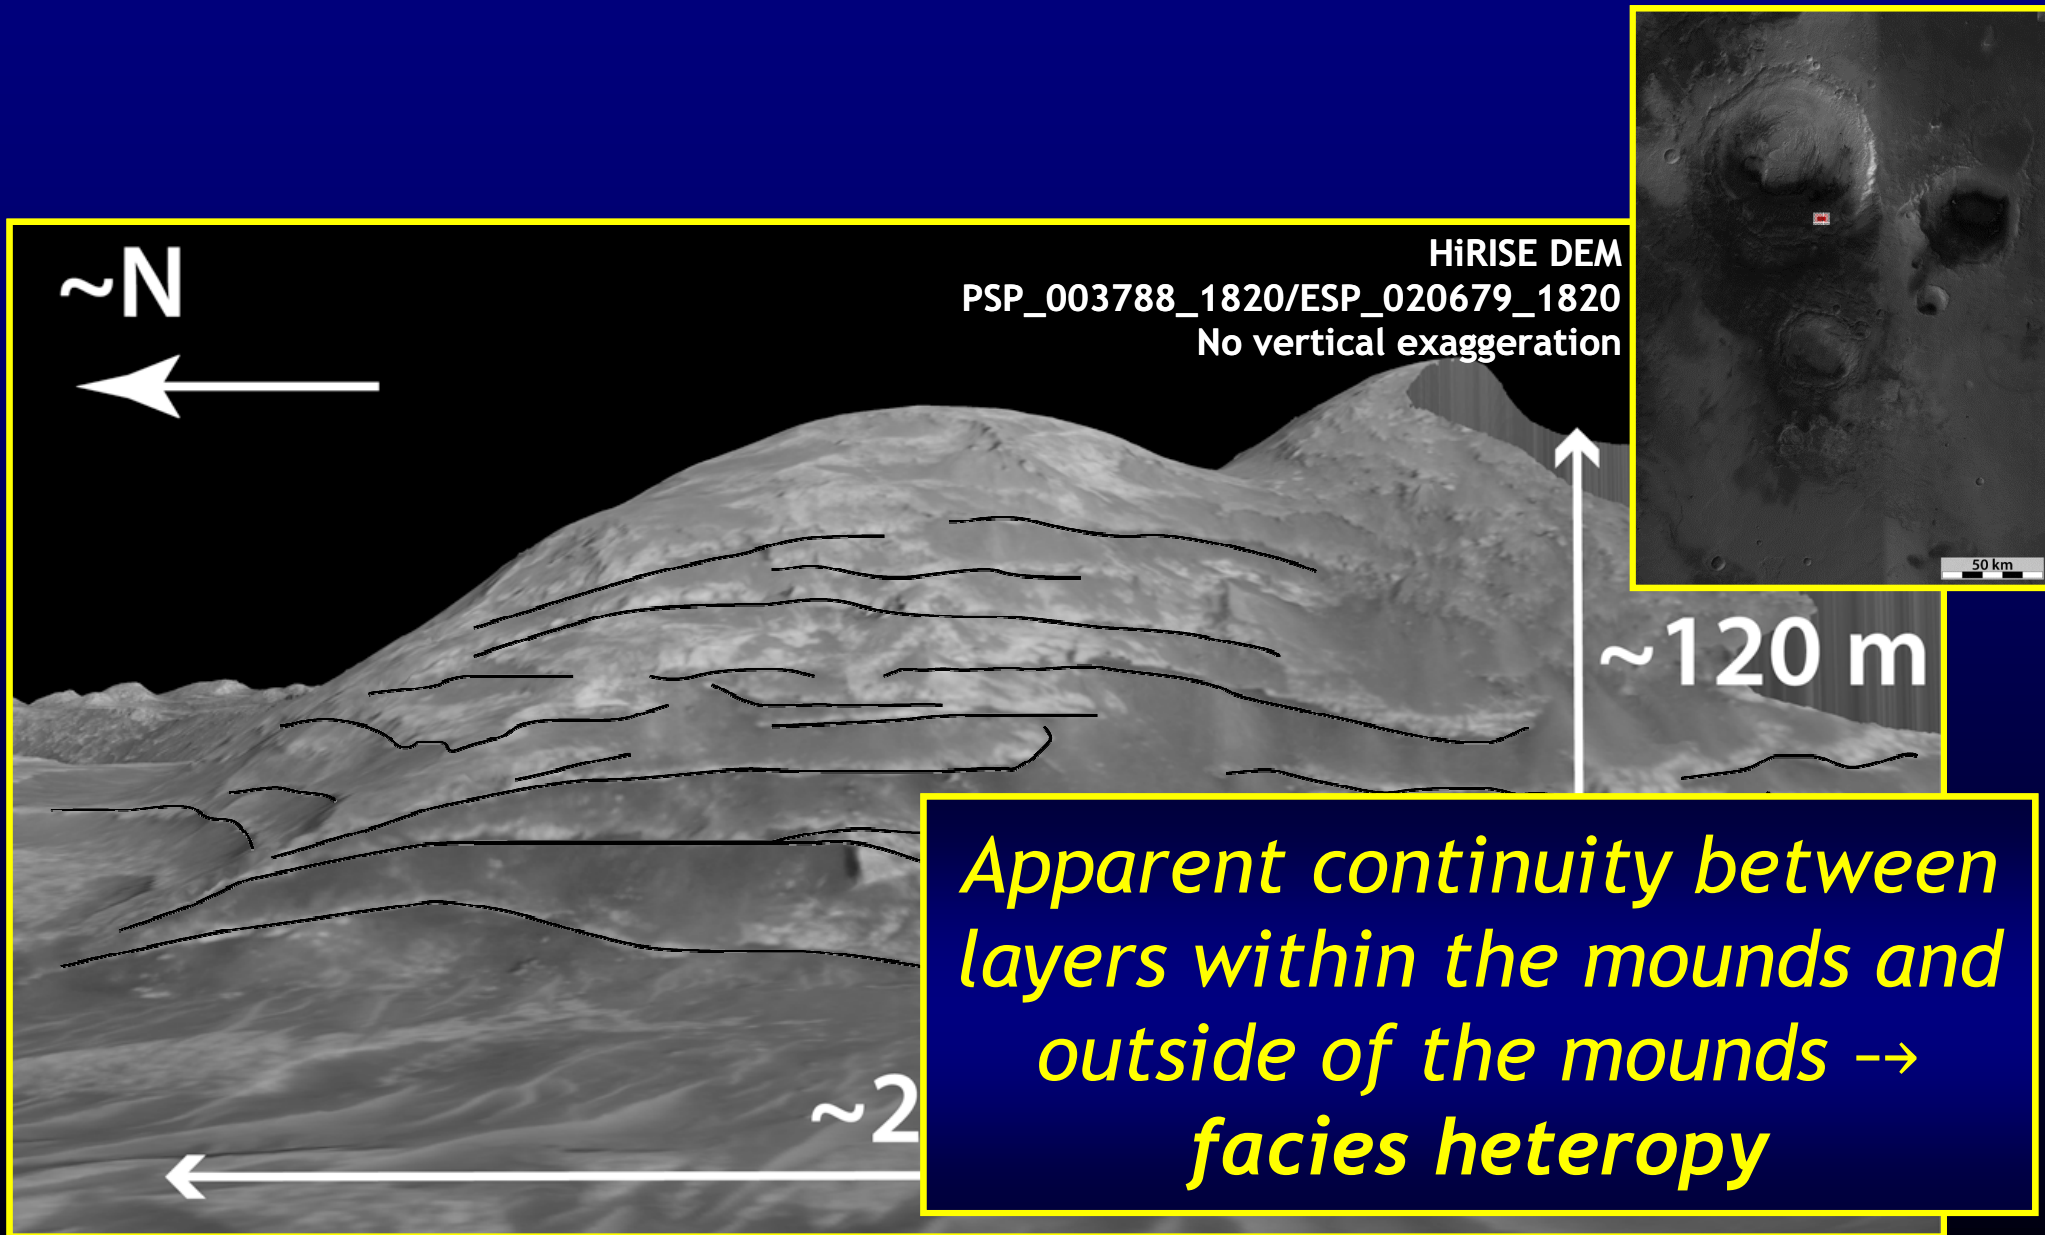 ~N
HiRISE DEM
PSP_003788_1820/ESP_020679_1820
No vertical exaggeration
50 km
~120 m
~2
Apparent continuity between
layers within the mounds and
outside of the mounds -→
facies heteropy